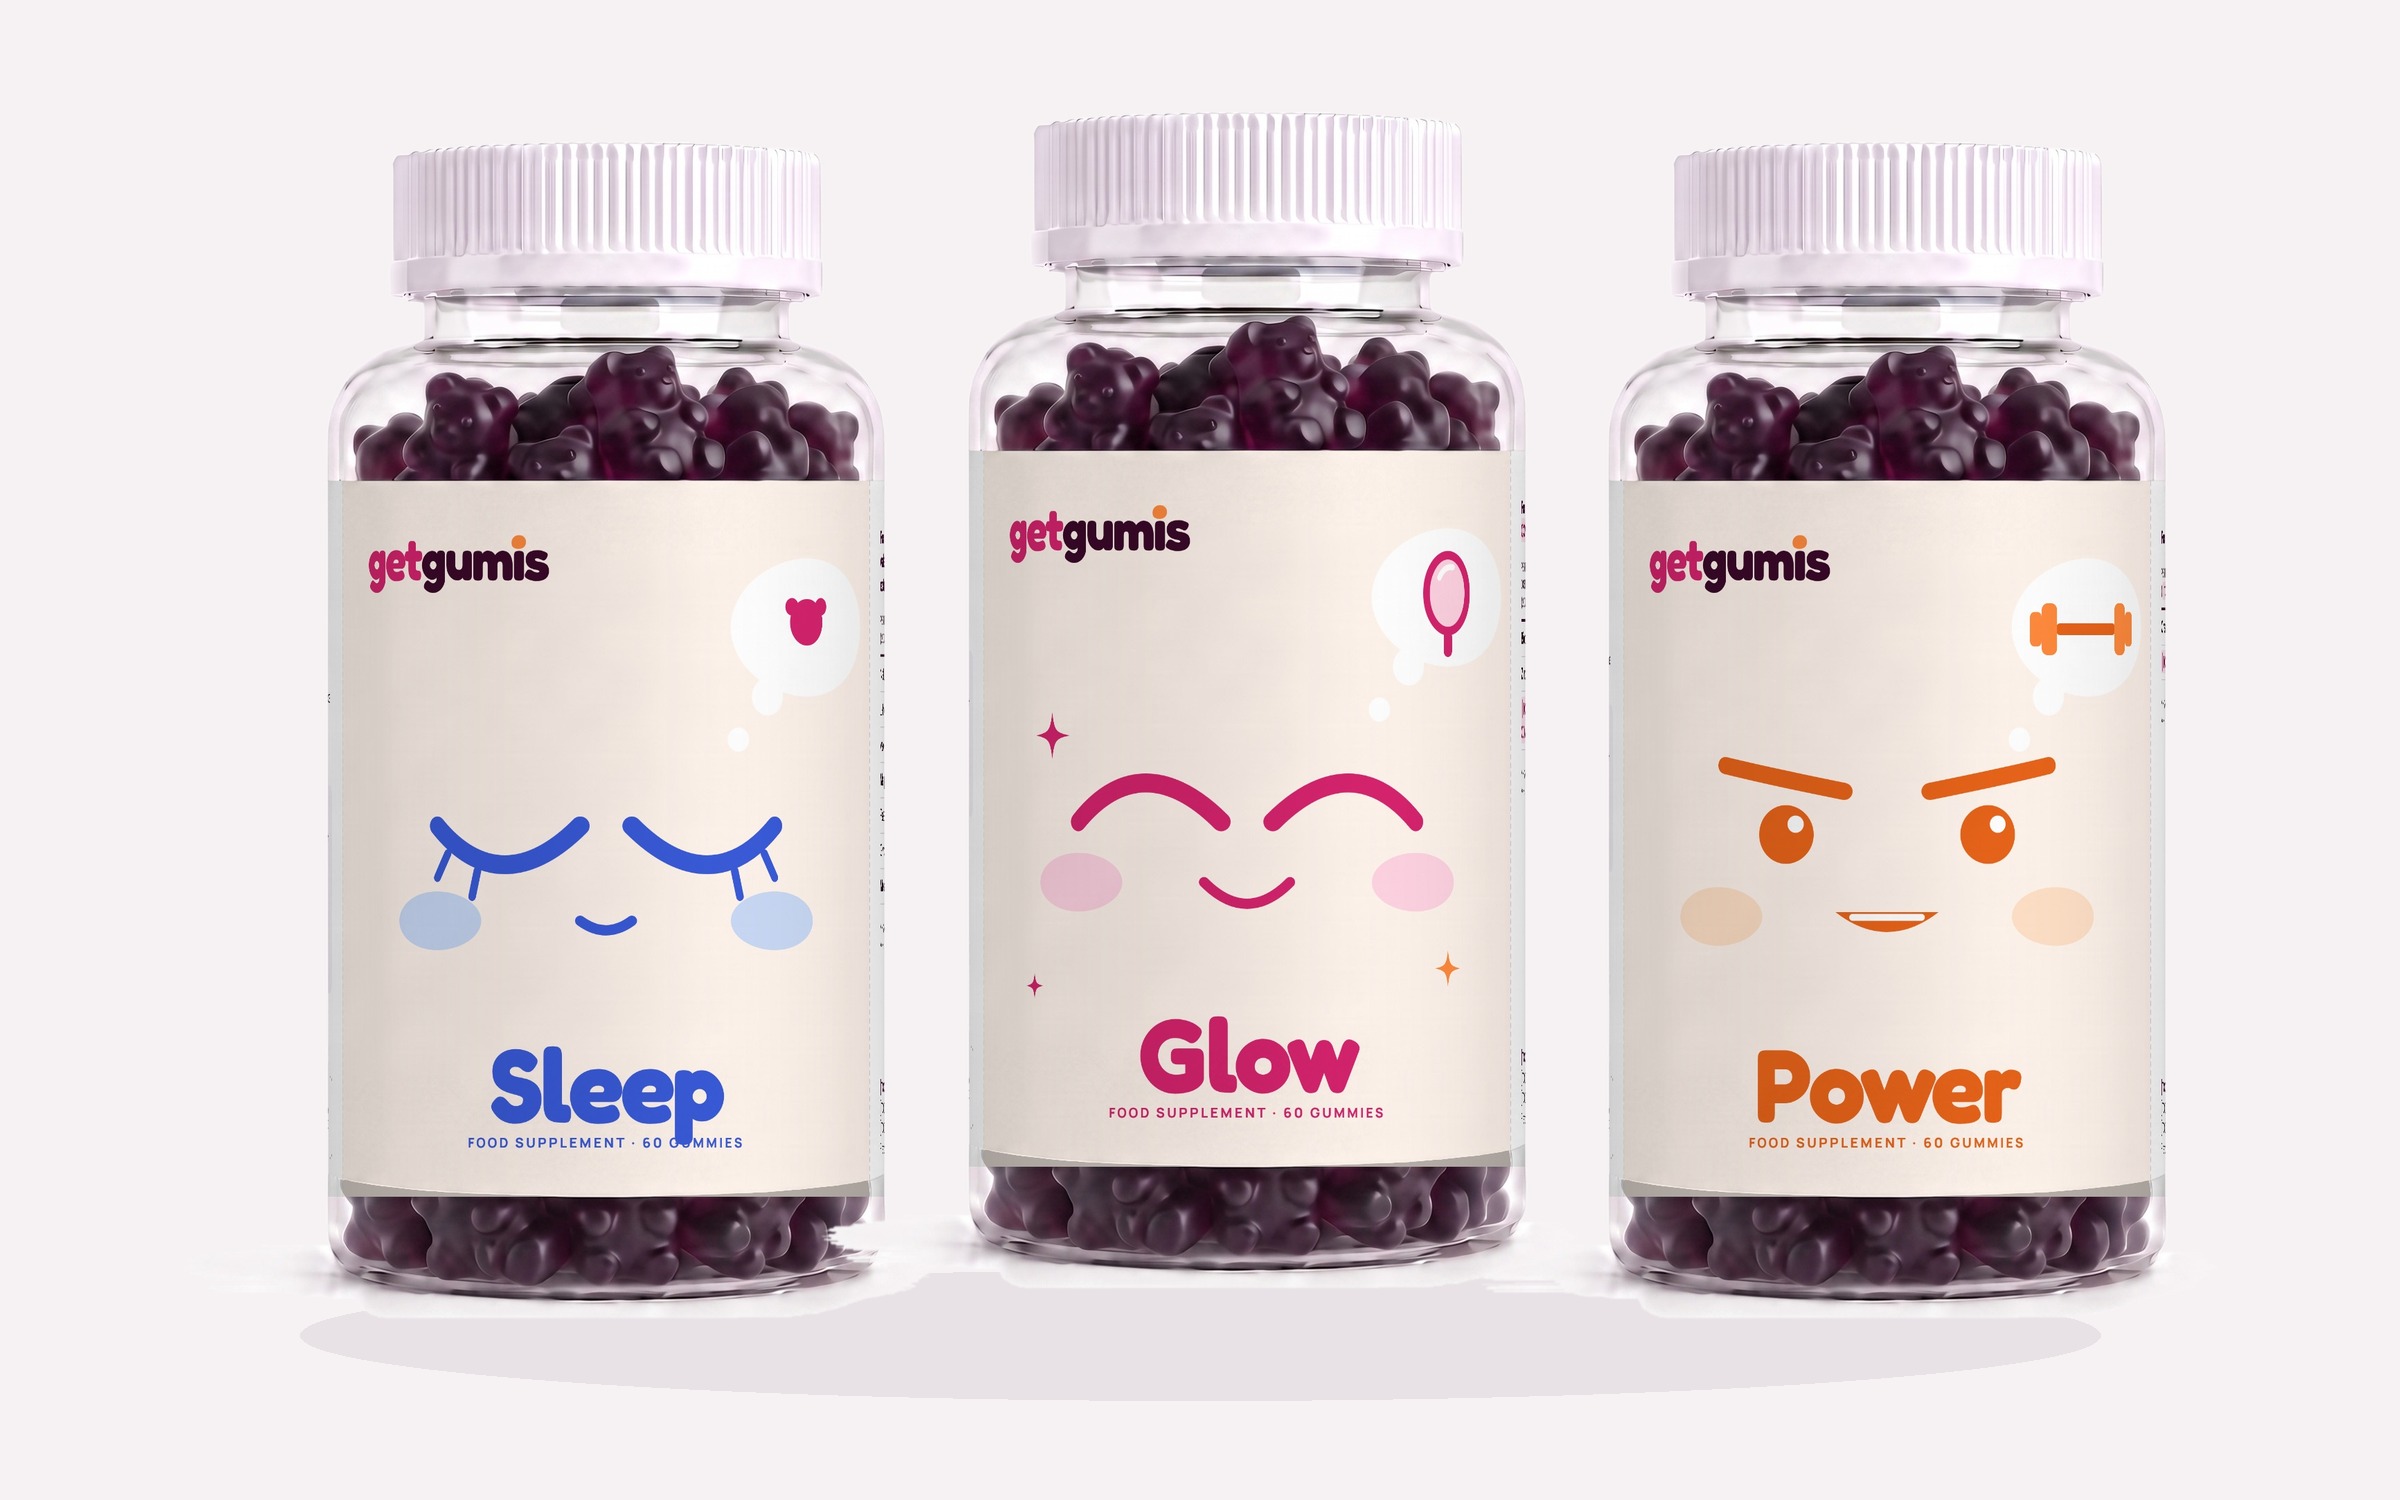 getgumis
Sleep
FOOD SUPPLEMENT · 60 GUMMIES
getgumis
Glow
FOOD SUPPLEMENT · 60 GUMMIES
getgumis
Power
FOOD SUPPLEMENT · 60 GUMMIES